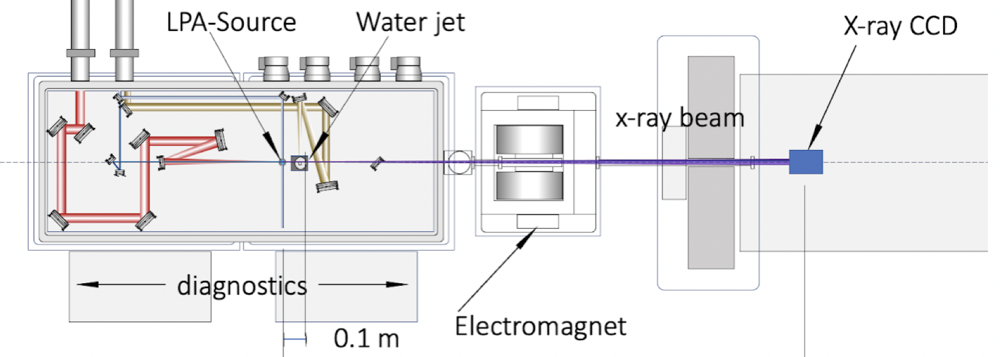 LPA-Source
Water jet
X-ray CCD
x-ray beam
diagnostics
Electromagnet
0.1 m